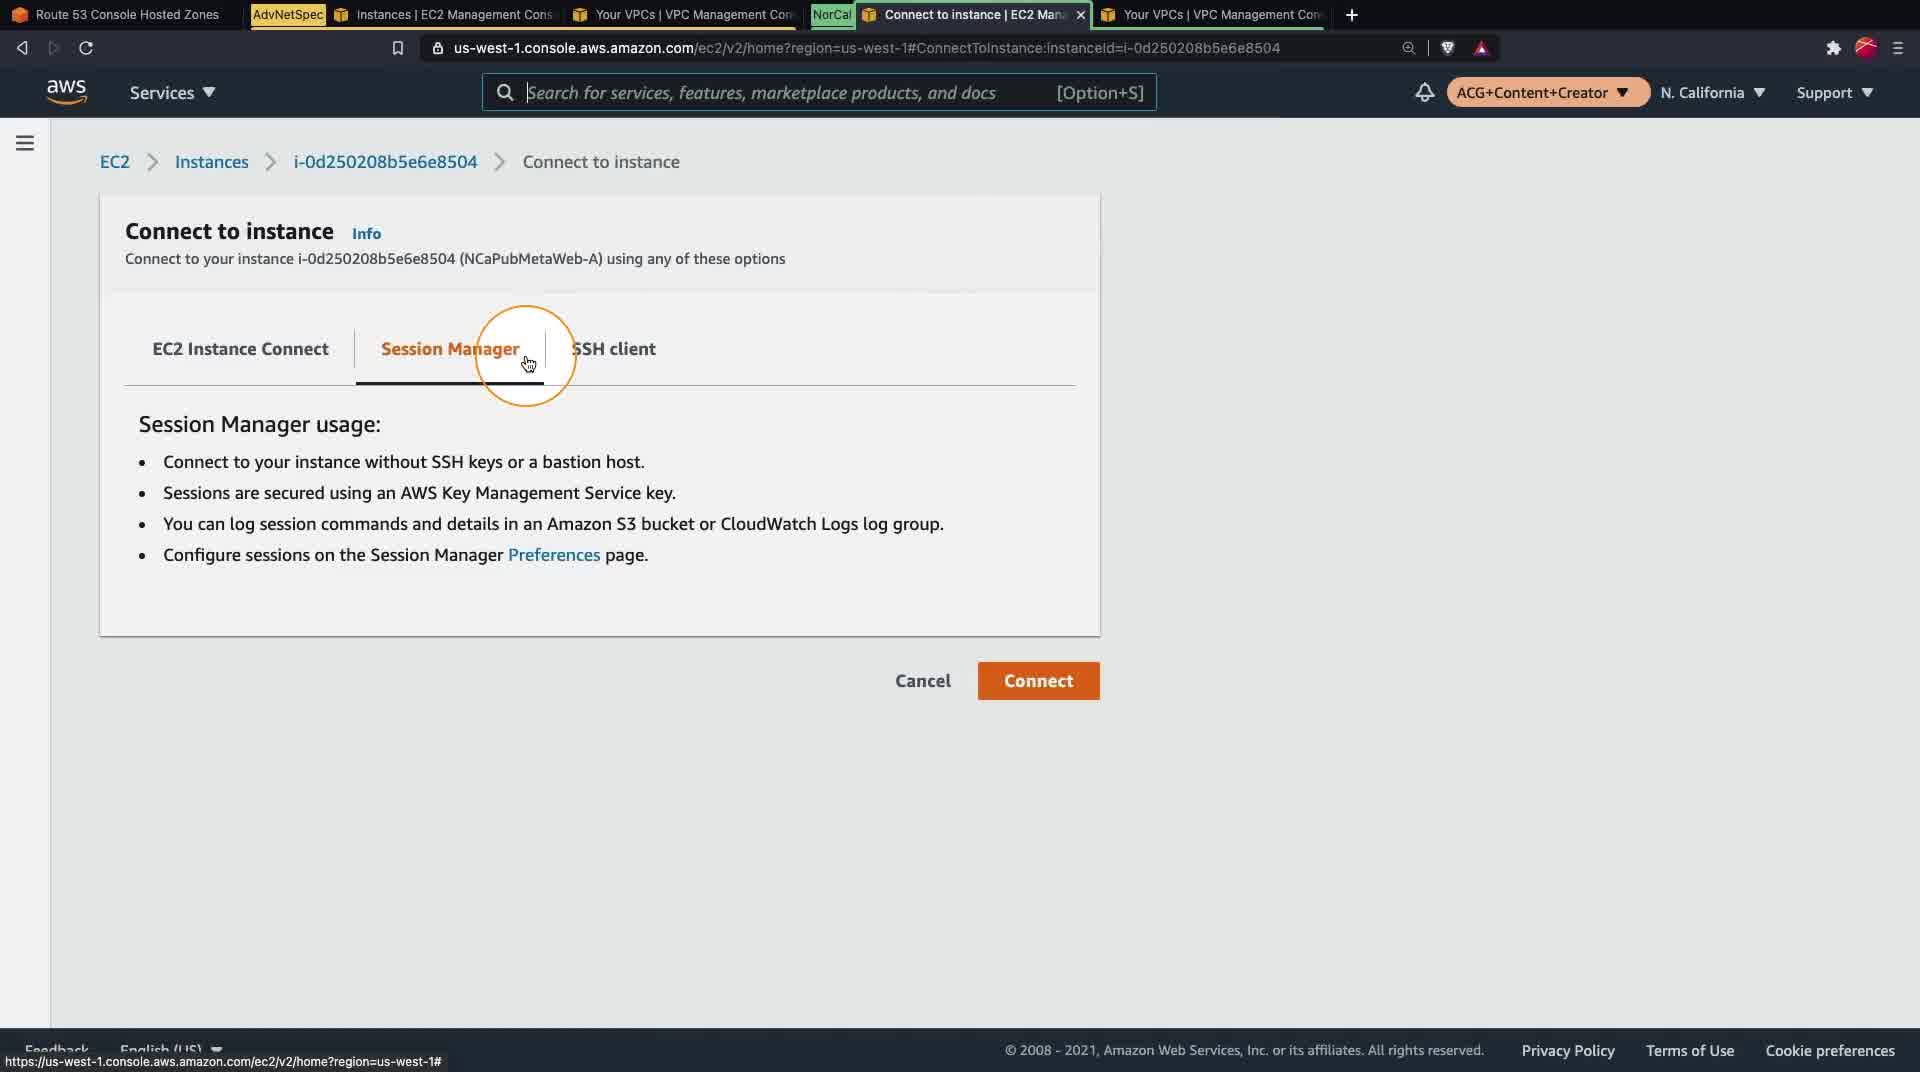 Route 53 Console Hosted Zones
AdvNetSpec
Instances | EC2 Management Cons
Your VPCs | VPC Management Con
NorCal
Connect to instance | EC2 Mana
Your VPCs | VPC Management Con
us-west-1.console.aws.amazon.com/ec2/v2/home?region=us-west-1#ConnectToInstance:instanceId=i-0d250208b5e6e8504
aws
Services
Search for services, features, marketplace products, and docs
[Option+S]
ACG+Content+Creator
N. California
Support
EC2
Instances
i-0d250208b5e6e8504
Connect to instance
Connect to instance
Info
Connect to your instance i-0d250208b5e6e8504 (NCaPubMetaWeb-A) using any of these options
EC2 Instance Connect
Session Manager
SSH client
Session Manager usage:
• Connect to your instance without SSH keys or a bastion host.
• Sessions are secured using an AWS Key Management Service key.
• You can log session commands and details in an Amazon S3 bucket or CloudWatch Logs log group.
• Configure sessions on the Session Manager Preferences page.
Cancel
Connect
Feedback
English (US)
© 2008 - 2021, Amazon Web Services, Inc. or its affiliates. All rights reserved.
Privacy Policy
Terms of Use
Cookie preferences
https://us-west-1.console.aws.amazon.com/ec2/v2/home?region=us-west-1#